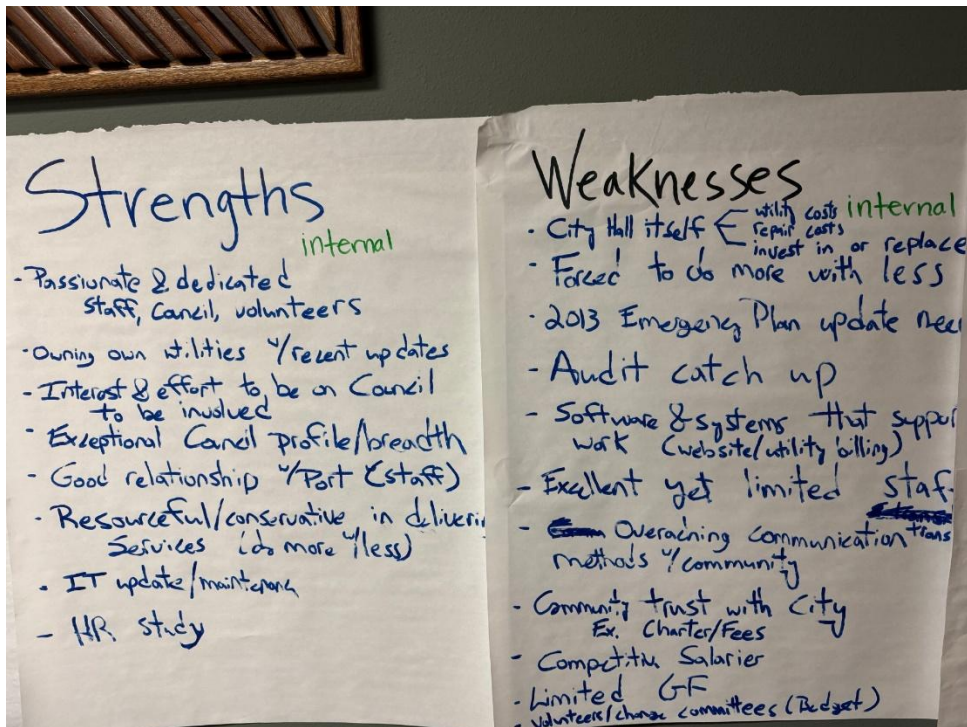 Strengths
internal
- Passionate & dedicated
staff, Council, volunteers
- Owning own utilities w/recent updates
- Interest & effort to be on Council
to be involved
- Exceptional Council profile/breadth
- Good relationship w/Port (staff)
- Resourceful/conservative in deliveri
Services (do more w/less)
- IT update/maintenance
- HR study
Weaknesses
internal
- City Hall itself < utility costs
repair costs
invest in or replace
- Forced to do more with less
- 2013 Emergency Plan update nee
- Audit catch up
- Software & systems that suppor
work (website/utility billing)
- Excellent yet limited staf
- Overarching communication trans
methods w/community
- Community trust with City
Ex. Charter/Fees
- Competitive Salaries
- Limited GF
- Volunteers/change committees (Budget)